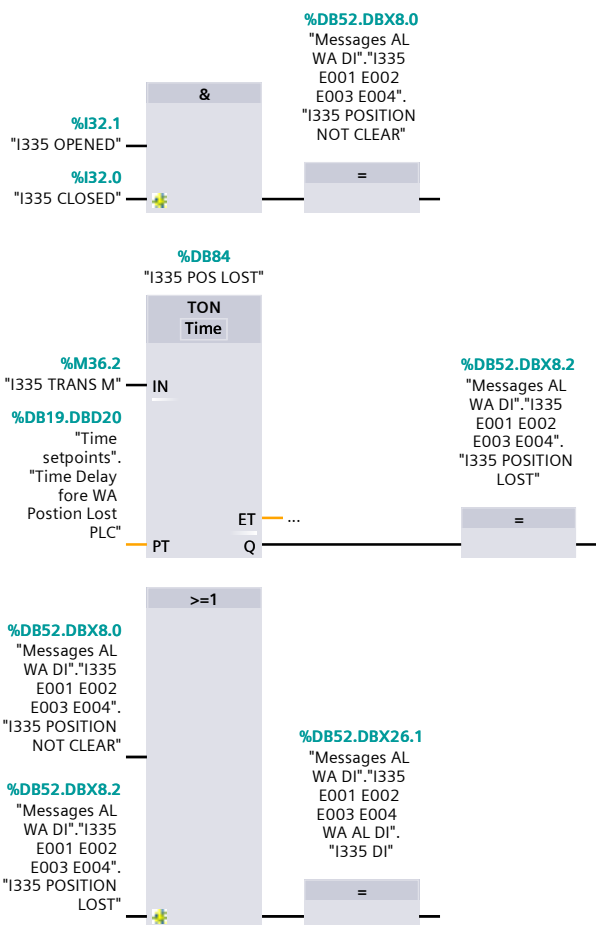 %DB52.DBX8.0
"Messages AL
WA DI"."I335
E001 E002
E003 E004".
"I335 POSITION
NOT CLEAR"
&
%I32.1
"I335 OPENED"
=
%I32.0
"I335 CLOSED"
%DB84
"I335 POS LOST"
TON
Time
%M36.2
"I335 TRANS M"
IN
%DB52.DBX8.2
"Messages AL
WA DI"."I335
E001 E002
E003 E004".
"I335 POSITION
LOST"
%DB19.DBD20
"Time
setpoints".
"Time Delay
fore WA
Postion Lost
PLC"
ET
...
=
PT
Q
>=1
%DB52.DBX8.0
"Messages AL
WA DI"."I335
E001 E002
E003 E004".
"I335 POSITION
NOT CLEAR"
%DB52.DBX26.1
"Messages AL
WA DI"."I335
E001 E002
E003 E004
WA AL DI".
"I335 DI"
%DB52.DBX8.2
"Messages AL
WA DI"."I335
E001 E002
E003 E004".
"I335 POSITION
LOST"
=